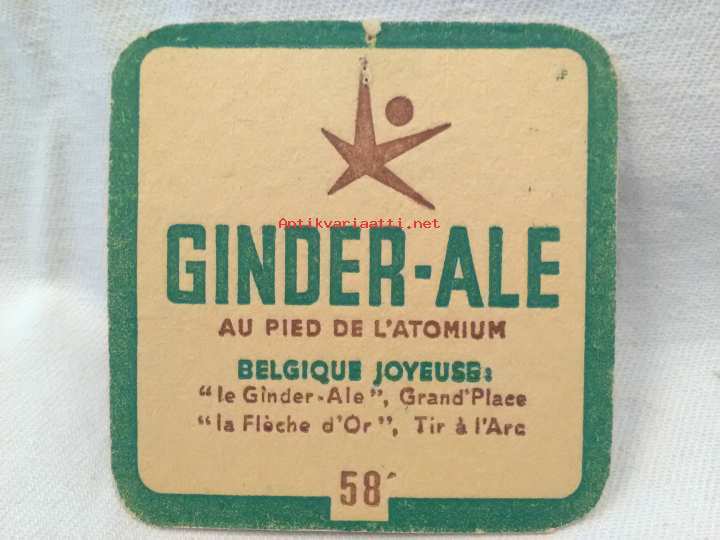 Antikvariaatti.net
GINDER-ALE
AU PIED DE L'ATOMIUM
BELGIQUE JOYEUSE:
"le Ginder-Ale", Grand'Place
"la Flèche d'Or", Tir à l'Arc
58